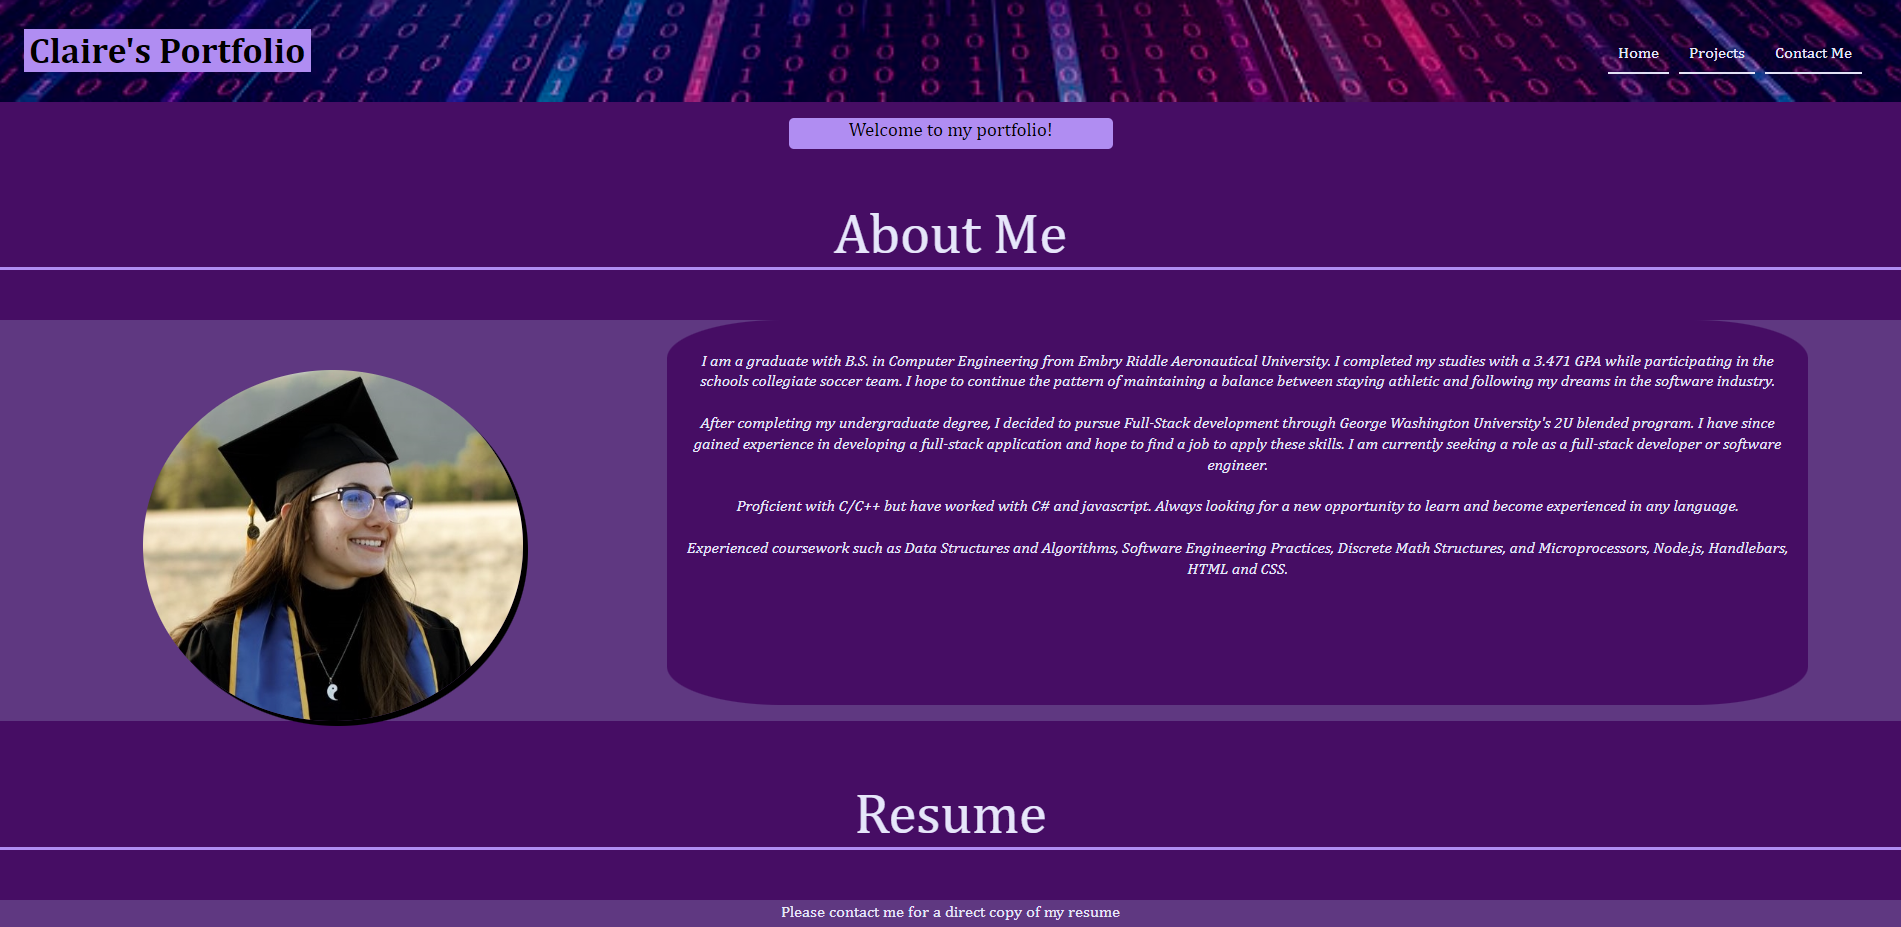 Claire's Portfolio
Home
Projects
Contact Me
Welcome to my portfolio!
About Me
I am a graduate with B.S. in Computer Engineering from Embry Riddle Aeronautical University. I completed my studies with a 3.471 GPA while participating in the
schools collegiate soccer team. I hope to continue the pattern of maintaining a balance between staying athletic and following my dreams in the software industry.
After completing my undergraduate degree, I decided to pursue Full-Stack development through George Washington University's 2U blended program. I have since
gained experience in developing a full-stack application and hope to find a job to apply these skills. I am currently seeking a role as a full-stack developer or software
engineer.
Proficient with C/C++ but have worked with C# and javascript. Always looking for a new opportunity to learn and become experienced in any language.
Experienced coursework such as Data Structures and Algorithms, Software Engineering Practices, Discrete Math Structures, and Microprocessors, Node.js, Handlebars,
HTML and CSS.
Resume
Please contact me for a direct copy of my resume